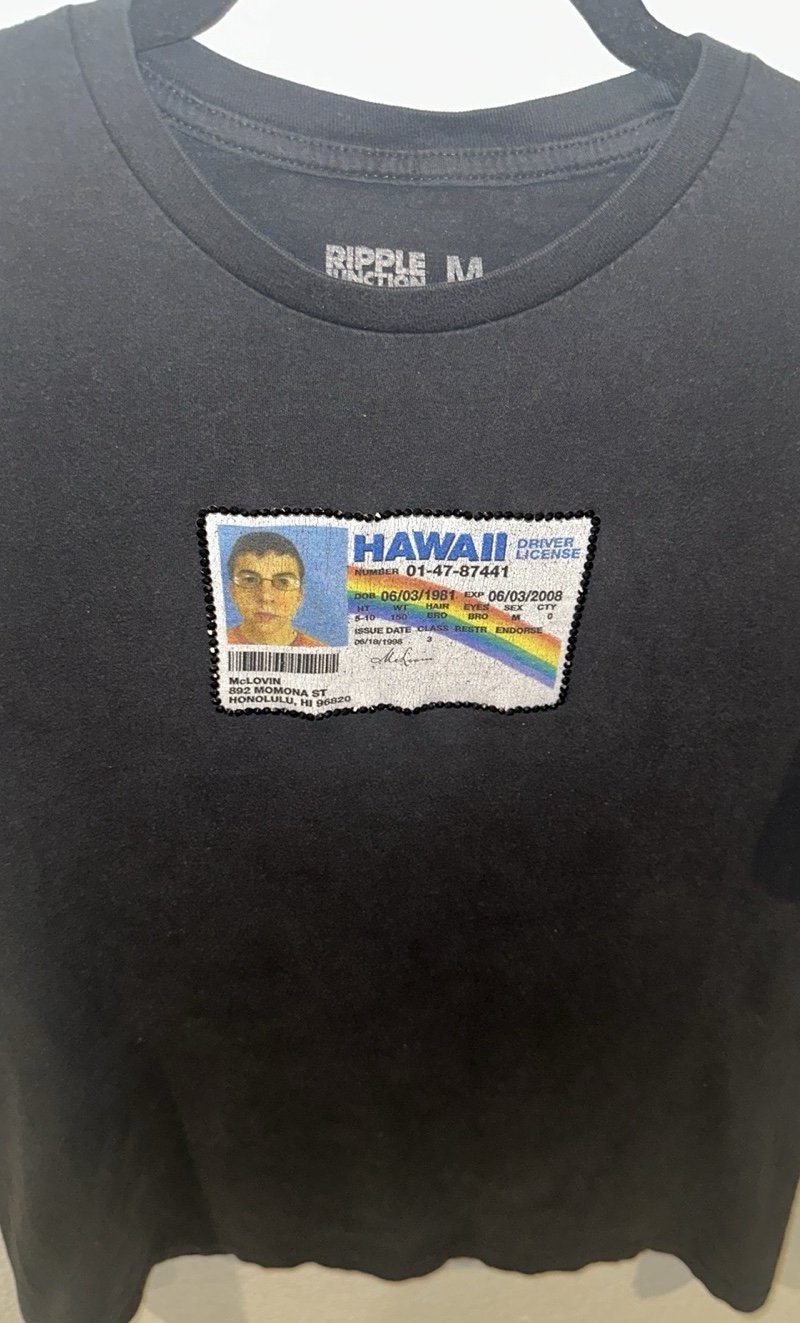 RIPPLE
JUNCTION M
HAWAII DRIVER
LICENSE
NUMBER 01-47-87441
DOB 06/03/1981 EXP 06/03/2008
HT WT HAIR EYES SEX CTY
5-10 150 BRO BRO M 0
ISSUE DATE CLASS RESTR ENDORSE
06/18/1998 3
McLovin
McLOVIN
892 MOMONA ST
HONOLULU, HI 96820